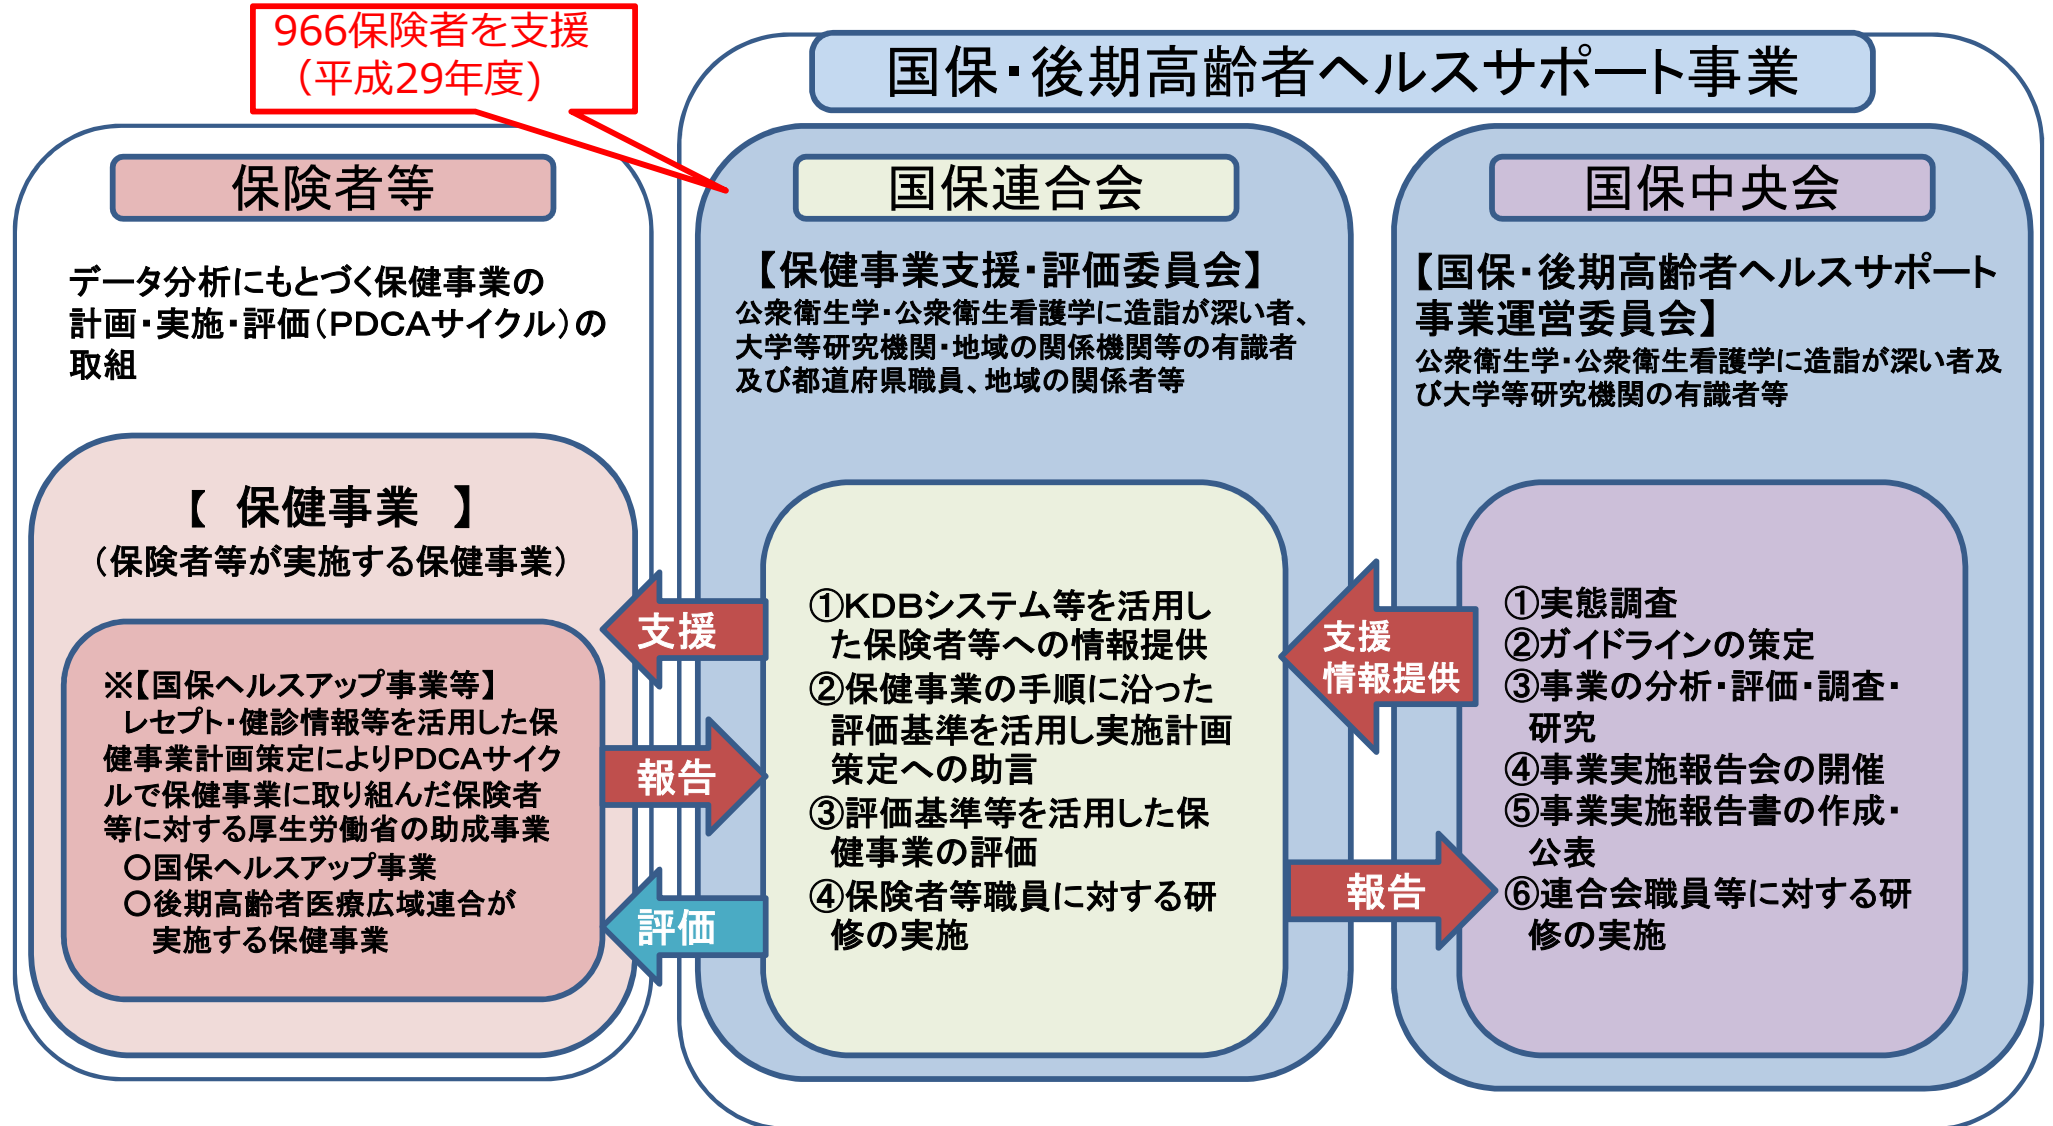 966保険者を支援
（平成29年度)
国保・後期高齢者ヘルスサポート事業
保険者等
データ分析にもとづく保健事業の
計画・実施・評価（PDCAサイクル）の
取組
【　保健事業　】
（保険者等が実施する保健事業）
※【国保ヘルスアップ事業等】
レセプト・健診情報等を活用した保
健事業計画策定によりPDCAサイク
ルで保健事業に取り組んだ保険者
等に対する厚生労働省の助成事業
○国保ヘルスアップ事業
○後期高齢者医療広域連合が
実施する保健事業
支援
報告
評価
国保連合会
【保健事業支援・評価委員会】
公衆衛生学・公衆衛生看護学に造詣が深い者、
大学等研究機関・地域の関係機関等の有識者
及び都道府県職員、地域の関係者等
①KDBシステム等を活用し
た保険者等への情報提供
②保健事業の手順に沿った
評価基準を活用し実施計画
策定への助言
③評価基準等を活用した保
健事業の評価
④保険者等職員に対する研
修の実施
支援
情報提供
報告
国保中央会
【国保・後期高齢者ヘルスサポート
事業運営委員会】
公衆衛生学・公衆衛生看護学に造詣が深い者及
び大学等研究機関の有識者等
①実態調査
②ガイドラインの策定
③事業の分析・評価・調査・
研究
④事業実施報告会の開催
⑤事業実施報告書の作成・
公表
⑥連合会職員等に対する研
修の実施